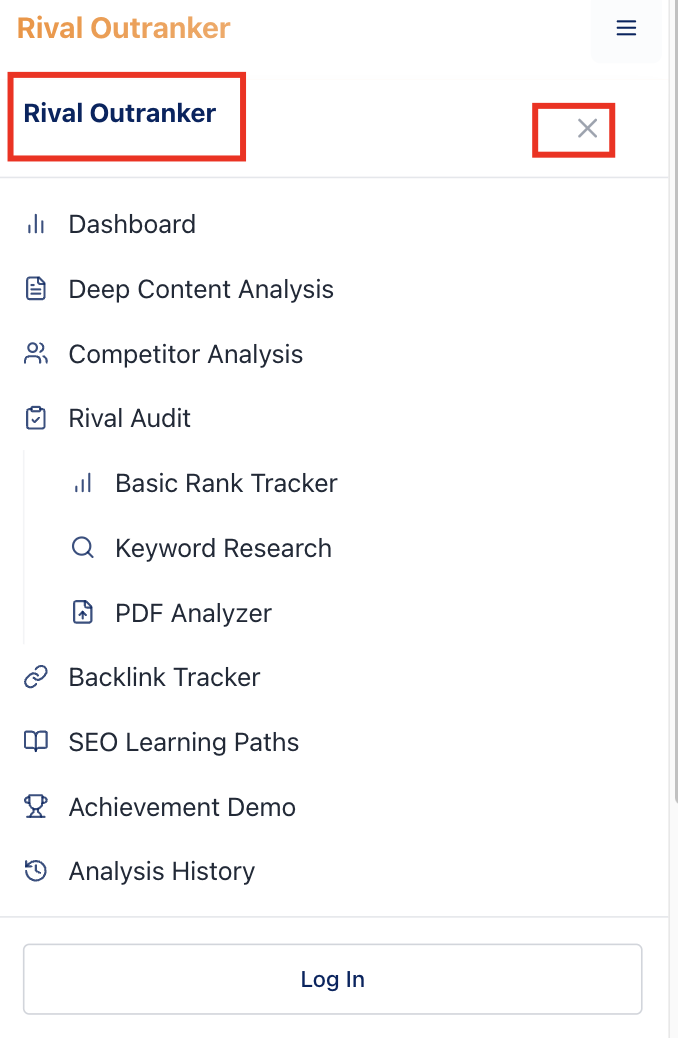 Rival Outranker
Rival Outranker
Dashboard
Deep Content Analysis
Competitor Analysis
Rival Audit
Basic Rank Tracker
Keyword Research
PDF Analyzer
Backlink Tracker
SEO Learning Paths
Achievement Demo
Analysis History
Log In